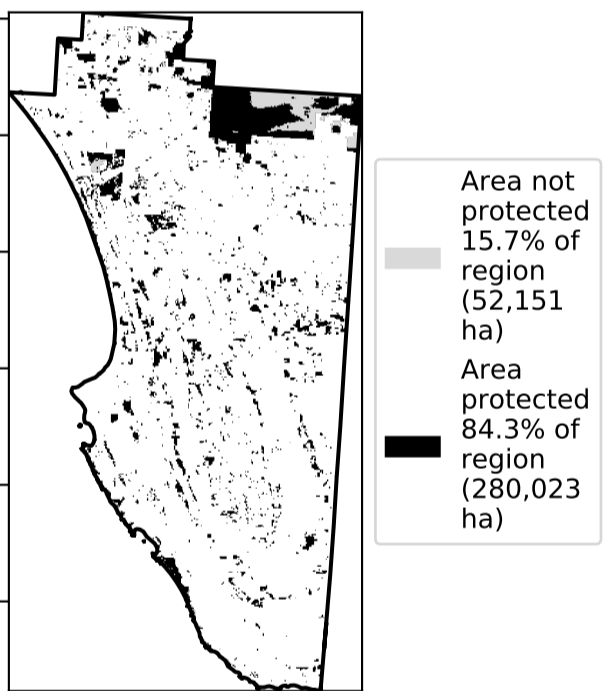 Area not
protected
15.7% of
region
(52,151
ha)
Area
protected
84.3% of
region
(280,023
ha)